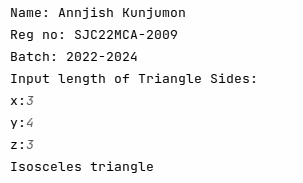 Name: Annjish Kunjumon
Reg no: SJC22MCA-2009
Batch: 2022-2024
Input length of Triangle Sides:
x:3
y:4
z:3
Isosceles triangle